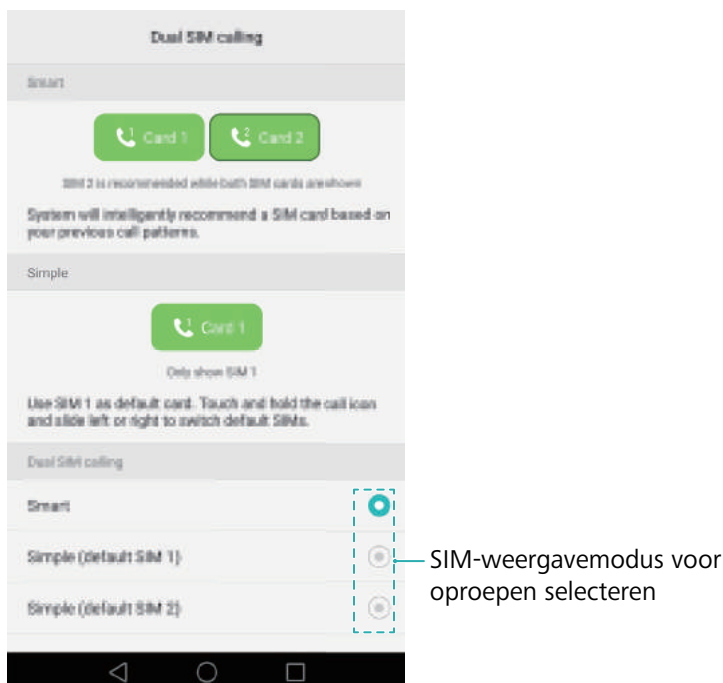 Dual SIM calling
Smart
1 Card 1
2 Card 2
SIM 2 is recommended while both SIM cards are shown
System will intelligently recommend a SIM card based on
your previous call patterns.
Simple
1 Card 1
Only show SIM 1
Use SIM 1 as default card. Touch and hold the call icon
and slide left or right to switch default SIMs.
Dual SIM calling
Smart
Simple (default SIM 1)
SIM-weergavemodus voor
oproepen selecteren
Simple (default SIM 2)